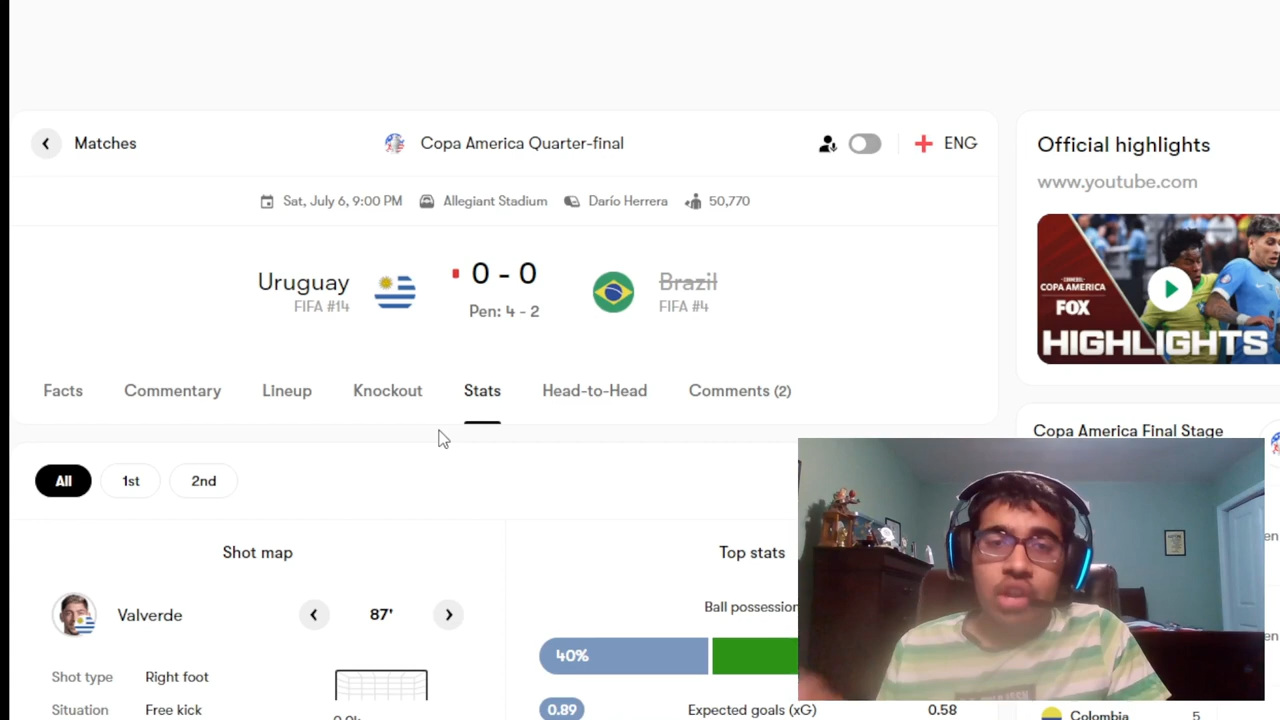 Matches
Copa America Quarter-final
ENG
Sat, July 6, 9:00 PM
Allegiant Stadium
Darío Herrera
50,770
Uruguay
FIFA #14
0 - 0
Pen: 4 - 2
Brazil
FIFA #4
Facts
Commentary
Lineup
Knockout
Stats
Head-to-Head
Comments (2)
All
1st
2nd
Shot map
Valverde
87'
Shot type
Right foot
Situation
Free kick
Top stats
Ball possession
40%
0.89
Expected goals (xG)
0.58
Official highlights
www.youtube.com
COPA AMERICA
FOX
HIGHLIGHTS
Copa America Final Stage
en
en
Colombia
5